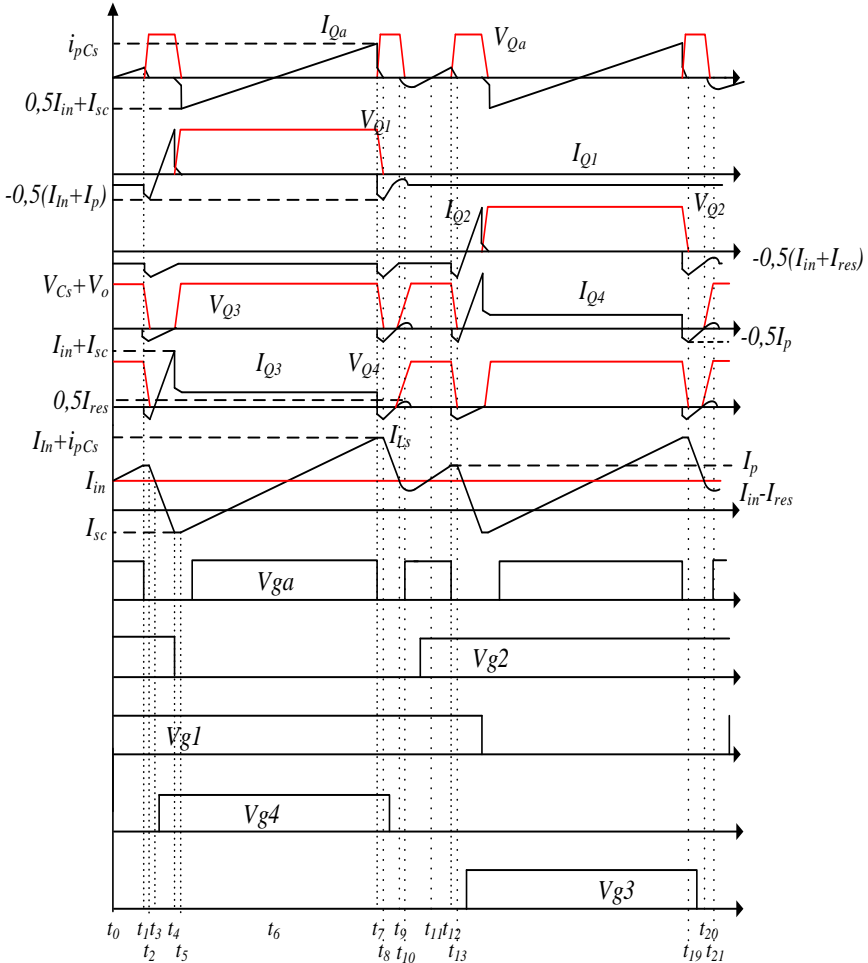 I_Qa
V_Qa
i_pCs
0,5I_in+I_sc
V_Q1
I_Q1
-0,5(I_In+I_p)
I_Q2
V_Q2
-0,5(I_in+I_res)
V_Cs+V_o
V_Q3
I_Q4
-0,5I_p
I_in+I_sc
I_Q3
V_Q4
0,5I_res
I_In+i_pCs
I_Ls
I_p
I_in
I_in-I_res
I_sc
Vga
Vg2
Vg1
Vg4
Vg3
t_0 t_1 t_3 t_4 t_6 t_7 t_9 t_11 t_12 t_20
t_2 t_5 t_8 t_10 t_13 t_19 t_21